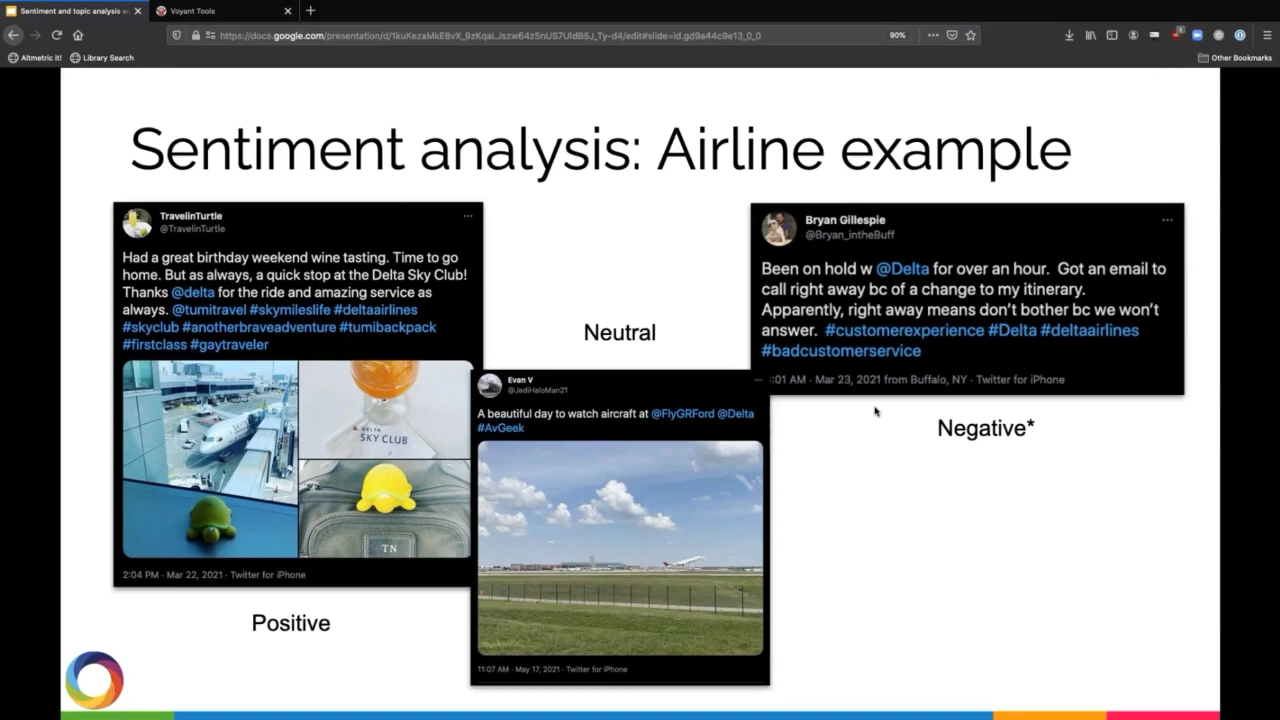 Sentiment and topic analysis w
Voyant Tools
https://docs.google.com/presentation/d/
90%
Altmetric it!
Library Search
Other Bookmarks
Sentiment analysis: Airline example
TravelinTurtle
@TravelinTurtle
Had a great birthday weekend wine tasting. Time to go
home. But as always, a quick stop at the Delta Sky Club!
Thanks @delta for the ride and amazing service as
always. @tumitravel #skymileslife #deltaairlines
#skyclub #anotherbraveadventure #tumibackpack
#firstclass #gaytraveler
DELTA
SKY CLUB
TN
2:04 PM · Mar 22, 2021 · Twitter for iPhone
Positive
Neutral
Evan V
@JediHaloMan21
A beautiful day to watch aircraft at @FlyGRFord @Delta
#AvGeek
11:07 AM · May 17, 2021 · Twitter for iPhone
Bryan Gillespie
@Bryan_intheBuff
Been on hold w @Delta for over an hour. Got an email to
call right away bc of a change to my itinerary.
Apparently, right away means don't bother bc we won't
answer. #customerexperience #Delta #deltaairlines
#badcustomerservice
:01 AM · Mar 23, 2021 from Buffalo, NY · Twitter for iPhone
Negative*